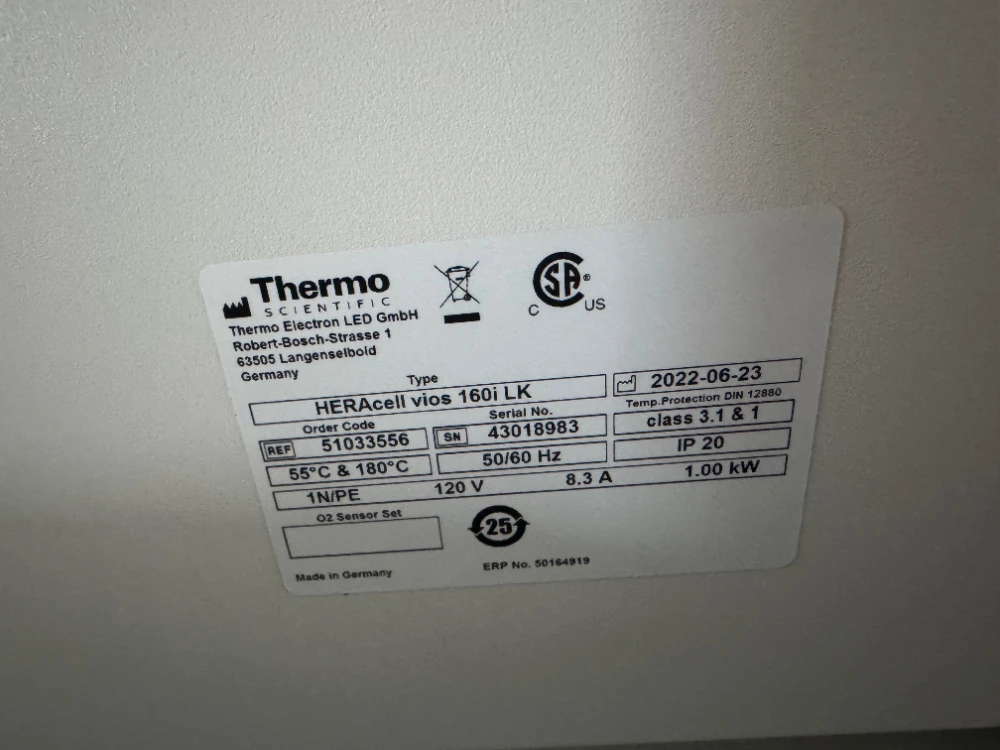 Thermo
SCIENTIFIC
Thermo Electron LED GmbH
Robert-Bosch-Strasse 1
63505 Langenselbold
Germany
CSA®
C US
Type
HERAcell vios 160i LK
2022-06-23
Order Code
Serial No.
Temp.Protection DIN 12880
REF 51033556
SN 43018983
class 3.1 & 1
55°C & 180°C
50/60 Hz
IP 20
1N/PE 120 V 8.3 A 1.00 kW
O2 Sensor Set
25
Made in Germany
ERP No. 50164919